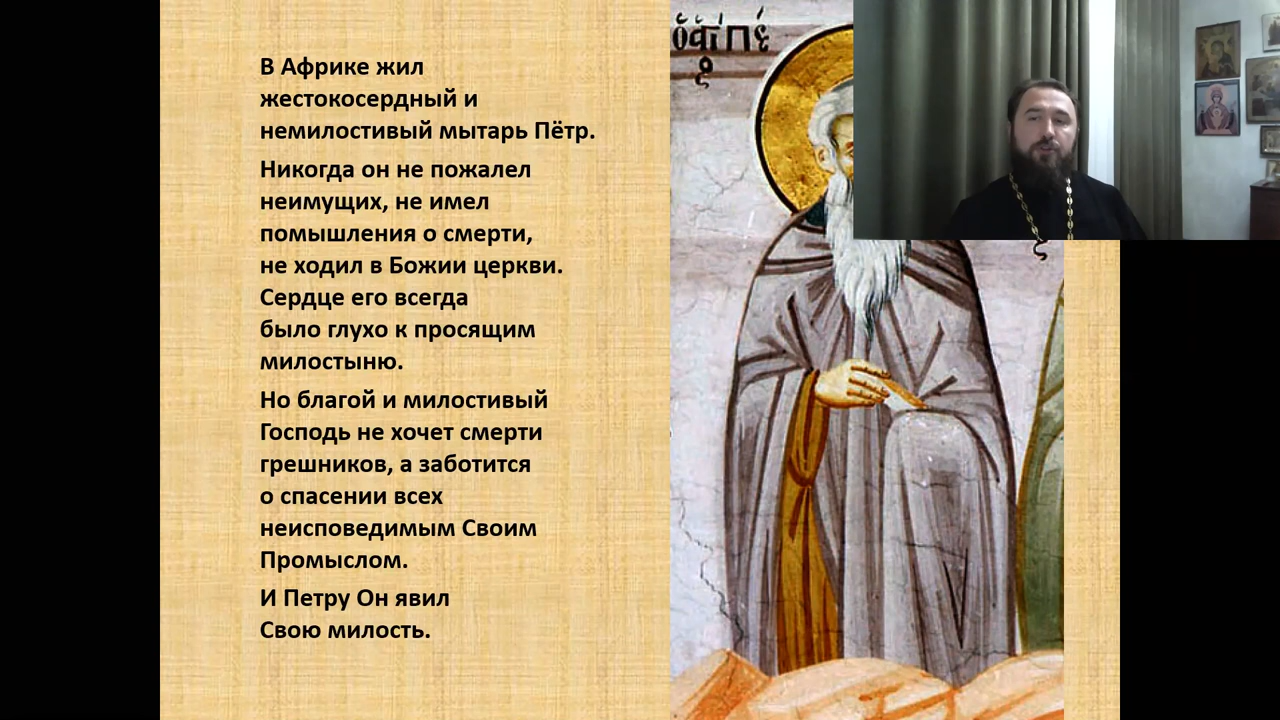 В Африке жил
жестокосердный и
немилостивый мытарь Пётр.
Никогда он не пожалел
неимущих, не имел
помышления о смерти,
не ходил в Божии церкви.
Сердце его всегда
было глухо к просящим
милостыню.
Но благой и милостивый
Господь не хочет смерти
грешников, а заботится
о спасении всех
неисповедимым Своим
Промыслом.
И Петру Он явил
Свою милость.